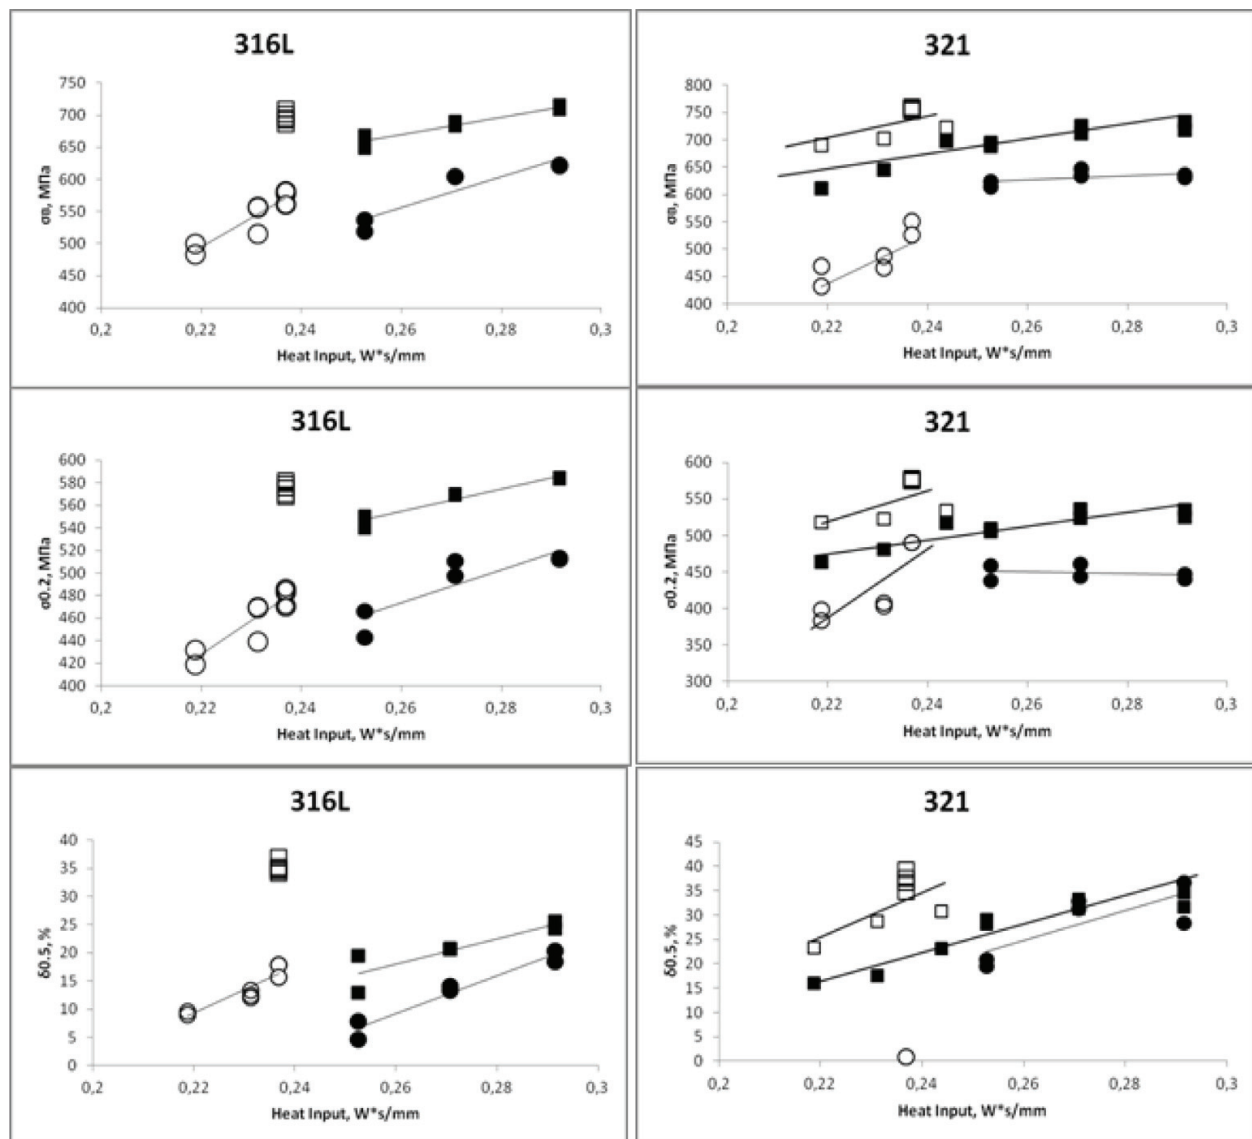 316L
750
700
650
600
550
500
450
400
σв, МПа
0,2 0,22 0,24 0,26 0,28 0,3
Heat Input, W*s/mm
321
800
750
700
650
600
550
500
450
400
σв, МПа
0,2 0,22 0,24 0,26 0,28 0,3
Heat Input, W*s/mm
316L
600
580
560
540
520
500
480
460
440
420
400
σ0.2, МПа
0,2 0,22 0,24 0,26 0,28 0,3
Heat Input, W*s/mm
321
600
550
500
450
400
350
300
σ0.2, МПа
0,2 0,22 0,24 0,26 0,28 0,3
Heat Input, W*s/mm
316L
40
35
30
25
20
15
10
5
0
δ0.5, %
0,2 0,22 0,24 0,26 0,28 0,3
Heat Input, W*s/mm
321
45
40
35
30
25
20
15
10
5
0
δ0.5, %
0,2 0,22 0,24 0,26 0,28 0,3
Heat Input, W*s/mm